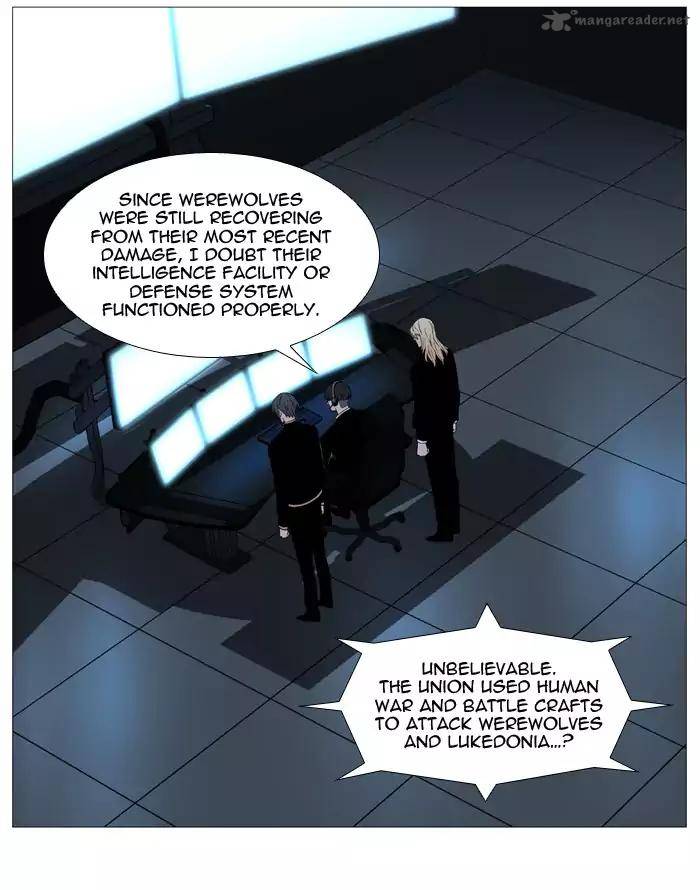 mangareader.net
SINCE WEREWOLVES
WERE STILL RECOVERING
FROM THEIR MOST RECENT
DAMAGE, I DOUBT THEIR
INTELLIGENCE FACILITY OR
DEFENSE SYSTEM
FUNCTIONED PROPERLY.
UNBELIEVABLE.
THE UNION USED HUMAN
WAR AND BATTLE CRAFTS
TO ATTACK WEREWOLVES
AND LUKEDONIA...?